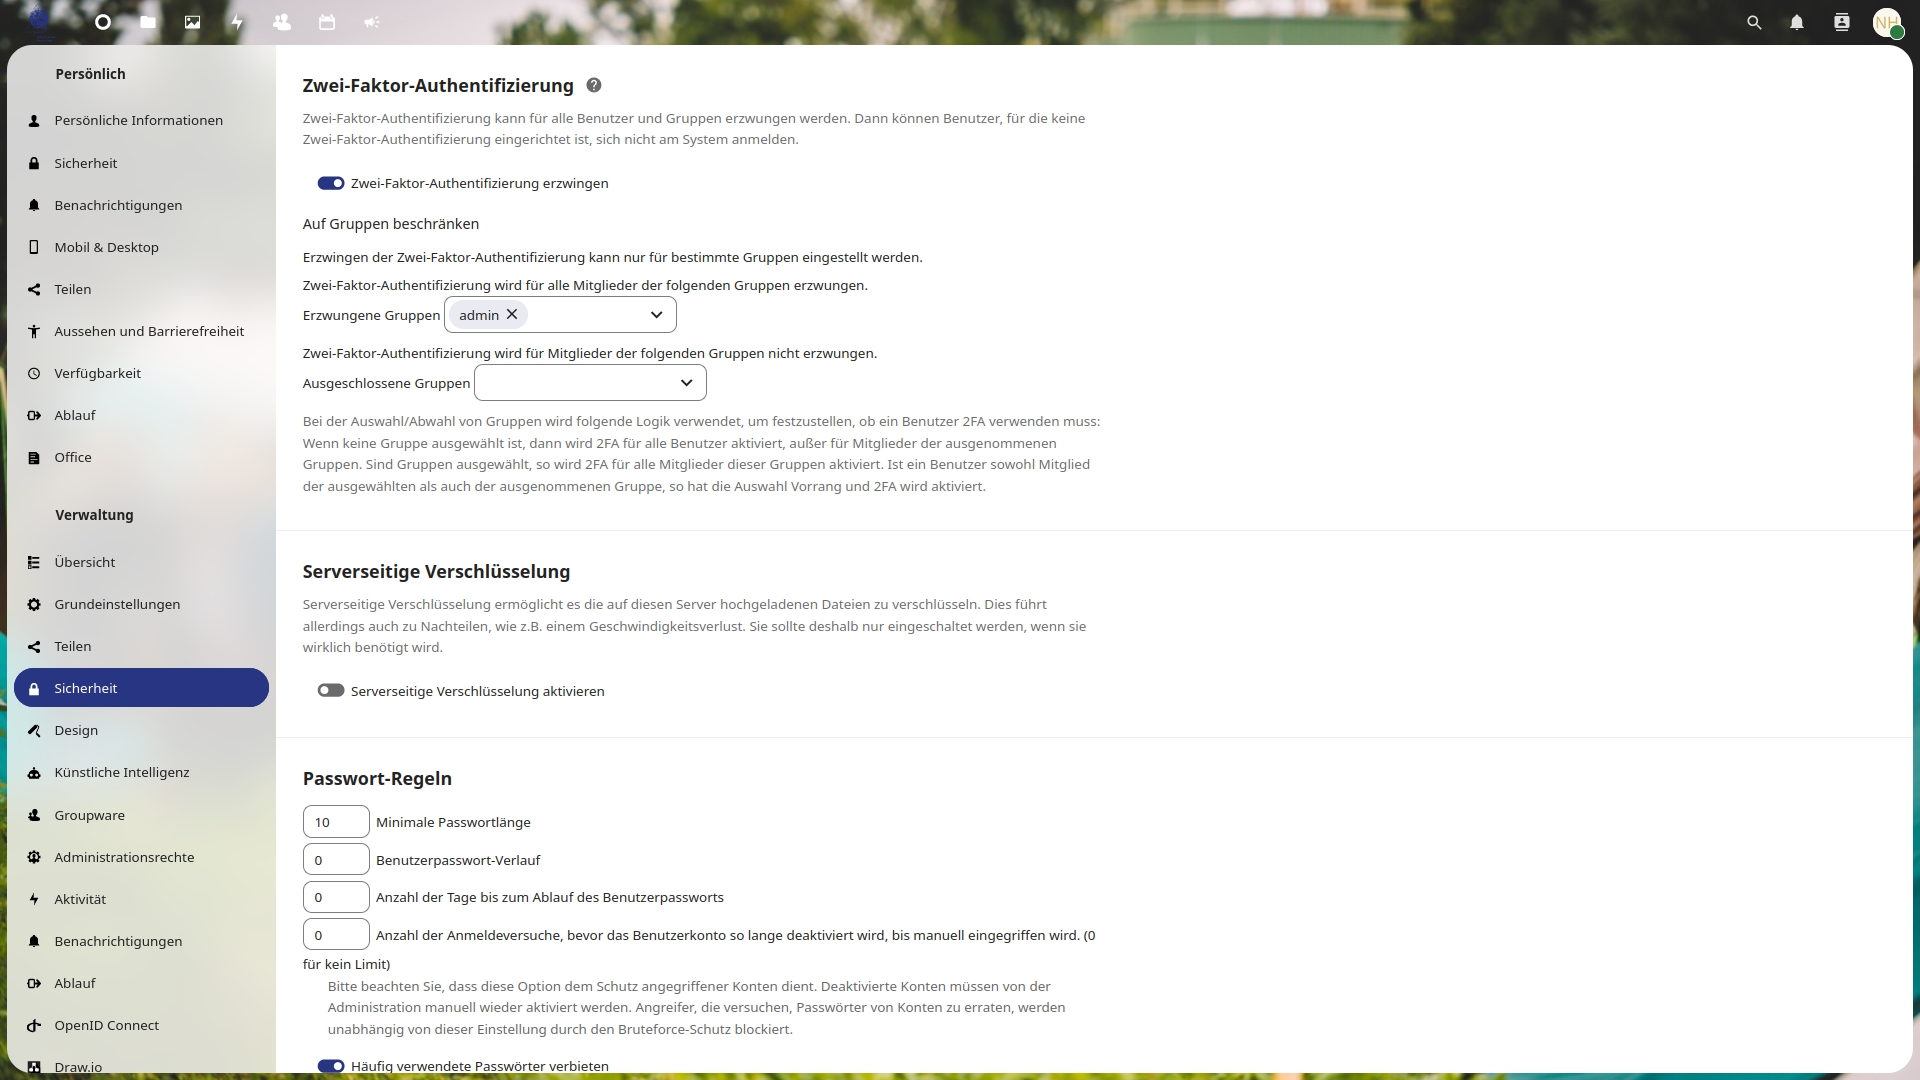 NH
Persönlich
Persönliche Informationen
Sicherheit
Benachrichtigungen
Mobil & Desktop
Teilen
Aussehen und Barrierefreiheit
Verfügbarkeit
Ablauf
Office
Verwaltung
Übersicht
Grundeinstellungen
Teilen
Sicherheit
Design
Künstliche Intelligenz
Groupware
Administrationsrechte
Aktivität
Benachrichtigungen
Ablauf
OpenID Connect
Draw.io
Zwei-Faktor-Authentifizierung
Zwei-Faktor-Authentifizierung kann für alle Benutzer und Gruppen erzwungen werden. Dann können Benutzer, für die keine
Zwei-Faktor-Authentifizierung eingerichtet ist, sich nicht am System anmelden.
Zwei-Faktor-Authentifizierung erzwingen
Auf Gruppen beschränken
Erzwingen der Zwei-Faktor-Authentifizierung kann nur für bestimmte Gruppen eingestellt werden.
Zwei-Faktor-Authentifizierung wird für alle Mitglieder der folgenden Gruppen erzwungen.
Erzwungene Gruppen admin
Zwei-Faktor-Authentifizierung wird für Mitglieder der folgenden Gruppen nicht erzwungen.
Ausgeschlossene Gruppen
Bei der Auswahl/Abwahl von Gruppen wird folgende Logik verwendet, um festzustellen, ob ein Benutzer 2FA verwenden muss:
Wenn keine Gruppe ausgewählt ist, dann wird 2FA für alle Benutzer aktiviert, außer für Mitglieder der ausgenommenen
Gruppen. Sind Gruppen ausgewählt, so wird 2FA für alle Mitglieder dieser Gruppen aktiviert. Ist ein Benutzer sowohl Mitglied
der ausgewählten als auch der ausgenommenen Gruppe, so hat die Auswahl Vorrang und 2FA wird aktiviert.
Serverseitige Verschlüsselung
Serverseitige Verschlüsselung ermöglicht es die auf diesen Server hochgeladenen Dateien zu verschlüsseln. Dies führt
allerdings auch zu Nachteilen, wie z.B. einem Geschwindigkeitsverlust. Sie sollte deshalb nur eingeschaltet werden, wenn sie
wirklich benötigt wird.
Serverseitige Verschlüsselung aktivieren
Passwort-Regeln
10 Minimale Passwortlänge
0 Benutzerpasswort-Verlauf
0 Anzahl der Tage bis zum Ablauf des Benutzerpassworts
0 Anzahl der Anmeldeversuche, bevor das Benutzerkonto so lange deaktiviert wird, bis manuell eingegriffen wird. (0
für kein Limit)
Bitte beachten Sie, dass diese Option dem Schutz angegriffener Konten dient. Deaktivierte Konten müssen von der
Administration manuell wieder aktiviert werden. Angreifer, die versuchen, Passwörter von Konten zu erraten, werden
unabhängig von dieser Einstellung durch den Bruteforce-Schutz blockiert.
Häufig verwendete Passwörter verbieten